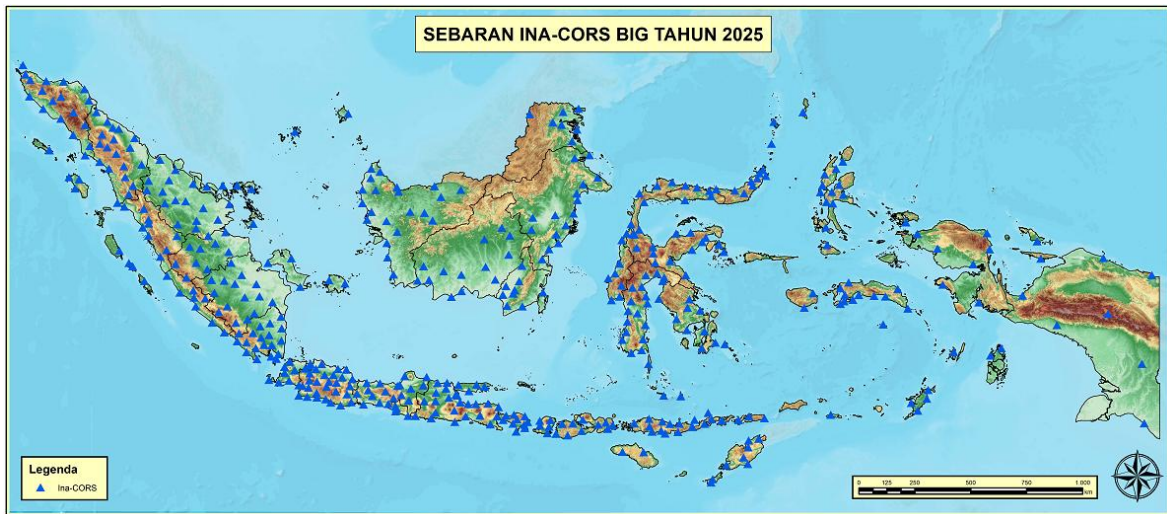 SEBARAN INA-CORS BIG TAHUN 2025
Legenda
Ina-CORS
0 125 250 500 750 1.000
km